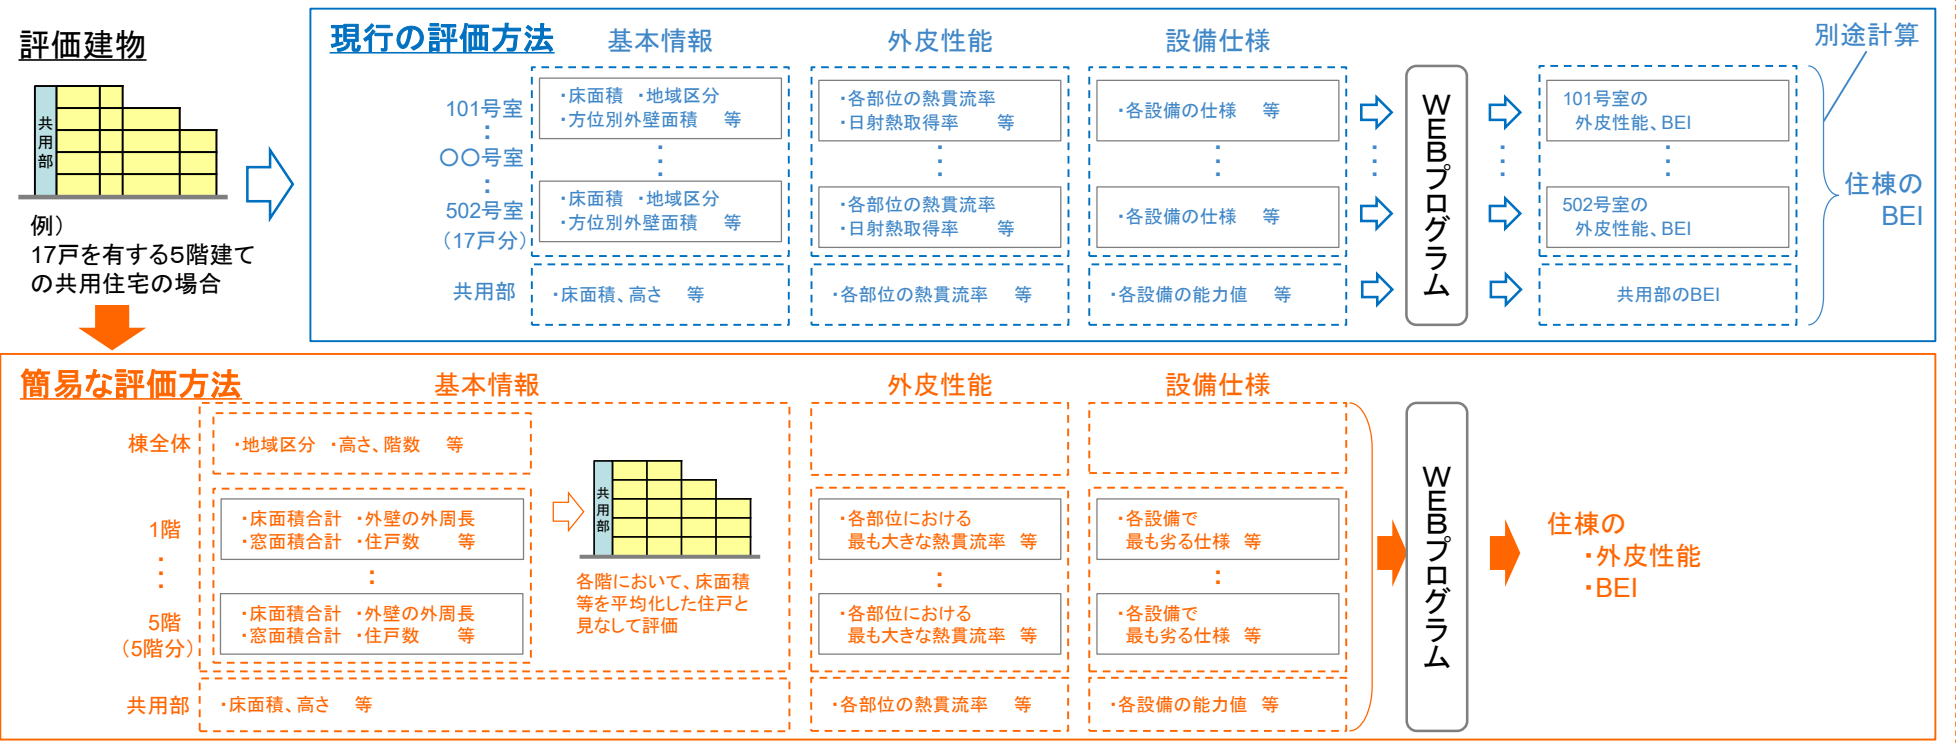 評価建物
共用部
例）
17戸を有する5階建て
の共用住宅の場合
現行の評価方法
基本情報
外皮性能
設備仕様
別途計算
101号室
・床面積 ・地域区分
・方位別外壁面積 等
・各部位の熱貫流率
・日射熱取得率 等
・各設備の仕様 等
101号室の
外皮性能、BEI
：
〇〇号室
：
：
：
：
：
：
：
502号室
（17戸分）
・床面積 ・地域区分
・方位別外壁面積 等
・各部位の熱貫流率
・日射熱取得率 等
・各設備の仕様 等
502号室の
外皮性能、BEI
共用部
・床面積、高さ 等
・各部位の熱貫流率 等
・各設備の能力値 等
共用部のBEI
WEBプログラム
住棟の
BEI
簡易な評価方法
基本情報
外皮性能
設備仕様
棟全体
・地域区分 ・高さ、階数 等
1階
・床面積合計 ・外壁の外周長
・窓面積合計 ・住戸数 等
：
：
：
5階
（5階分）
・床面積合計 ・外壁の外周長
・窓面積合計 ・住戸数 等
共用部
各階において、床面積
等を平均化した住戸と
見なして評価
・各部位における
最も大きな熱貫流率 等
：
・各部位における
最も大きな熱貫流率 等
・各設備で
最も劣る仕様 等
：
・各設備で
最も劣る仕様 等
共用部
・床面積、高さ 等
・各部位の熱貫流率 等
・各設備の能力値 等
WEBプログラム
住棟の
・外皮性能
・BEI